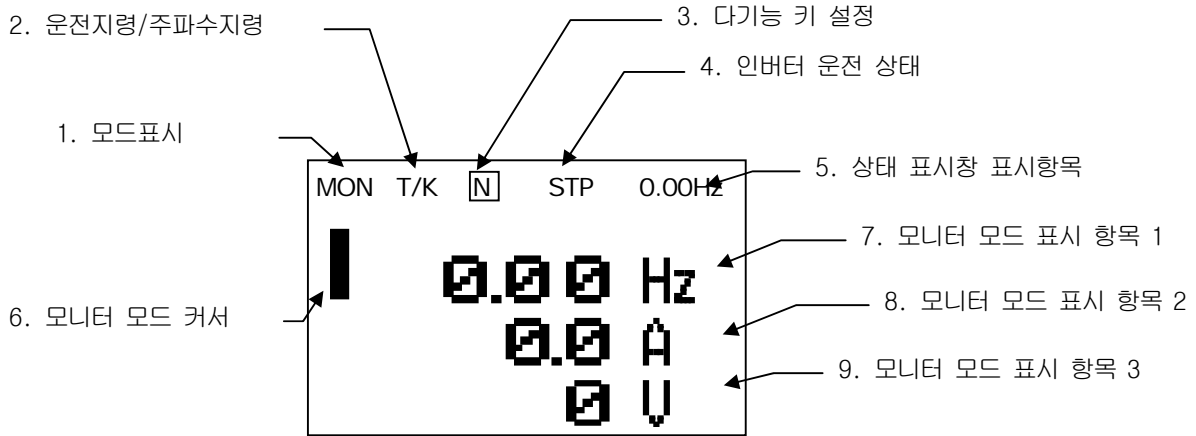 2. 운전지령/주파수지령
3. 다기능 키 설정
4. 인버터 운전 상태
1. 모드표시
5. 상태 표시창 표시항목
MON T/K N STP 0.00Hz
7. 모니터 모드 표시 항목 1
0.00 Hz
8. 모니터 모드 표시 항목 2
6. 모니터 모드 커서
0.0 A
9. 모니터 모드 표시 항목 3
0 V